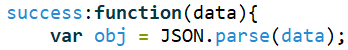 success:function(data){
    var obj = JSON.parse(data);